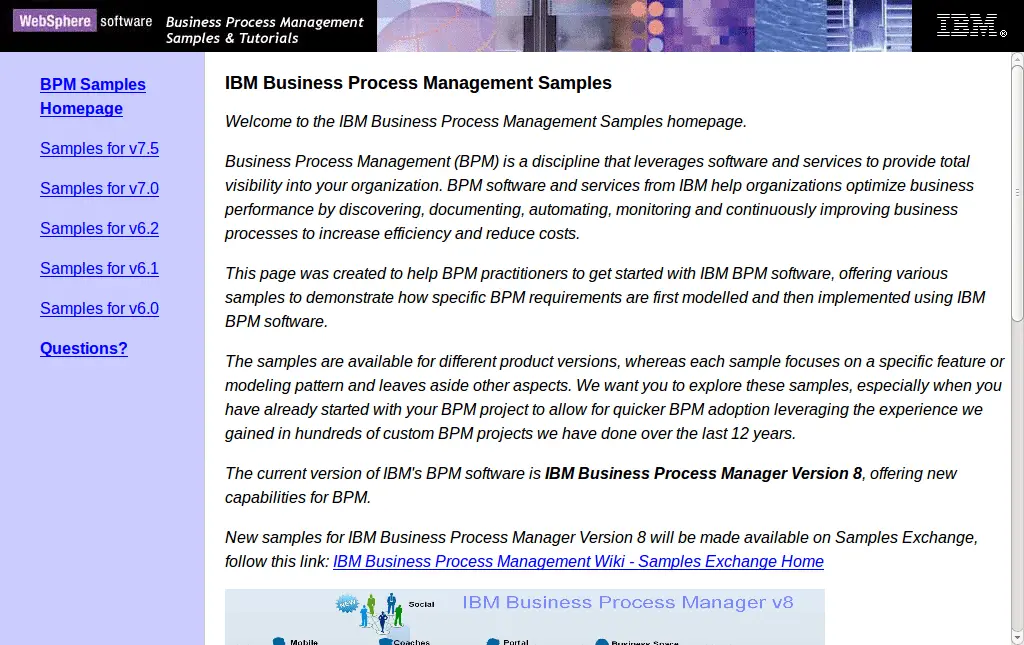 WebSphere software
Business Process Management
Samples & Tutorials
IBM®
BPM Samples
Homepage
Samples for v7.5
Samples for v7.0
Samples for v6.2
Samples for v6.1
Samples for v6.0
Questions?
IBM Business Process Management Samples
Welcome to the IBM Business Process Management Samples homepage.
Business Process Management (BPM) is a discipline that leverages software and services to provide total
visibility into your organization. BPM software and services from IBM help organizations optimize business
performance by discovering, documenting, automating, monitoring and continuously improving business
processes to increase efficiency and reduce costs.
This page was created to help BPM practitioners to get started with IBM BPM software, offering various
samples to demonstrate how specific BPM requirements are first modelled and then implemented using IBM
BPM software.
The samples are available for different product versions, whereas each sample focuses on a specific feature or
modeling pattern and leaves aside other aspects. We want you to explore these samples, especially when you
have already started with your BPM project to allow for quicker BPM adoption leveraging the experience we
gained in hundreds of custom BPM projects we have done over the last 12 years.
The current version of IBM's BPM software is IBM Business Process Manager Version 8, offering new
capabilities for BPM.
New samples for IBM Business Process Manager Version 8 will be made available on Samples Exchange,
follow this link: IBM Business Process Management Wiki - Samples Exchange Home
NEW Social IBM Business Process Manager v8
Mobile Coaches Portal Business Space